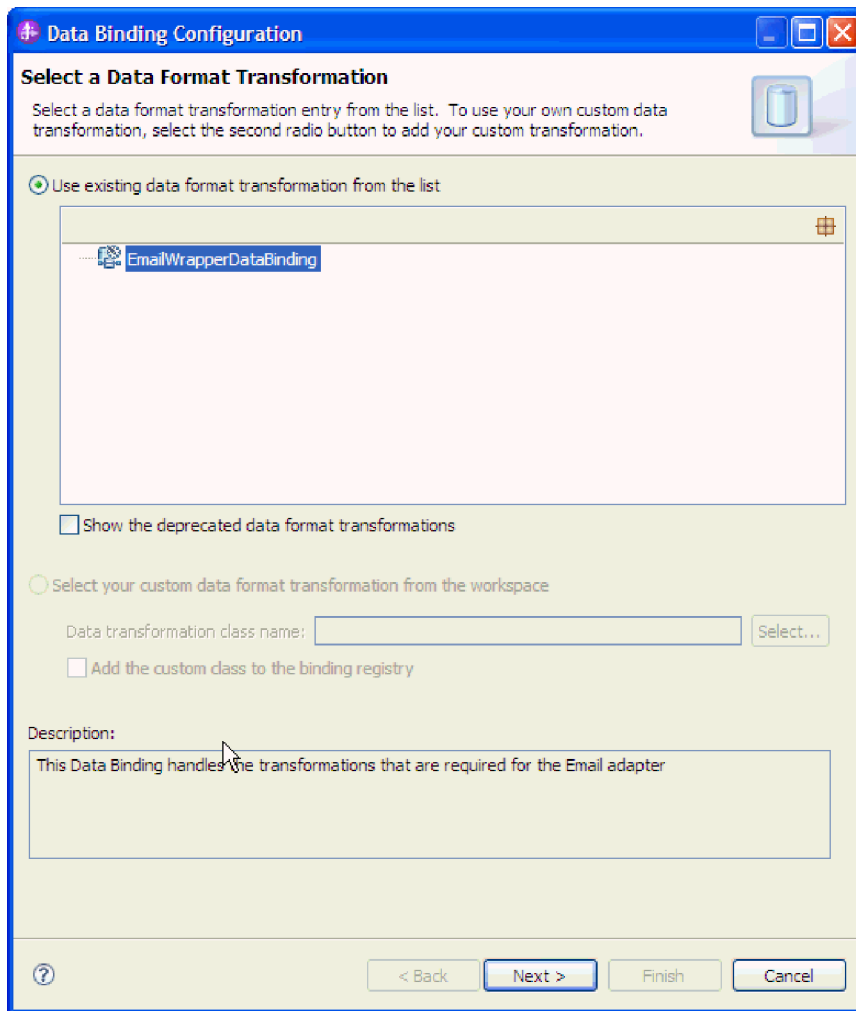 Data Binding Configuration
Select a Data Format Transformation
Select a data format transformation entry from the list. To use your own custom data
transformation, select the second radio button to add your custom transformation.
Use existing data format transformation from the list
EmailWrapperDataBinding
Show the deprecated data format transformations
Select your custom data format transformation from the workspace
Data transformation class name:
Select...
Add the custom class to the binding registry
Description:
This Data Binding handles the transformations that are required for the Email adapter
?
< Back
Next >
Finish
Cancel